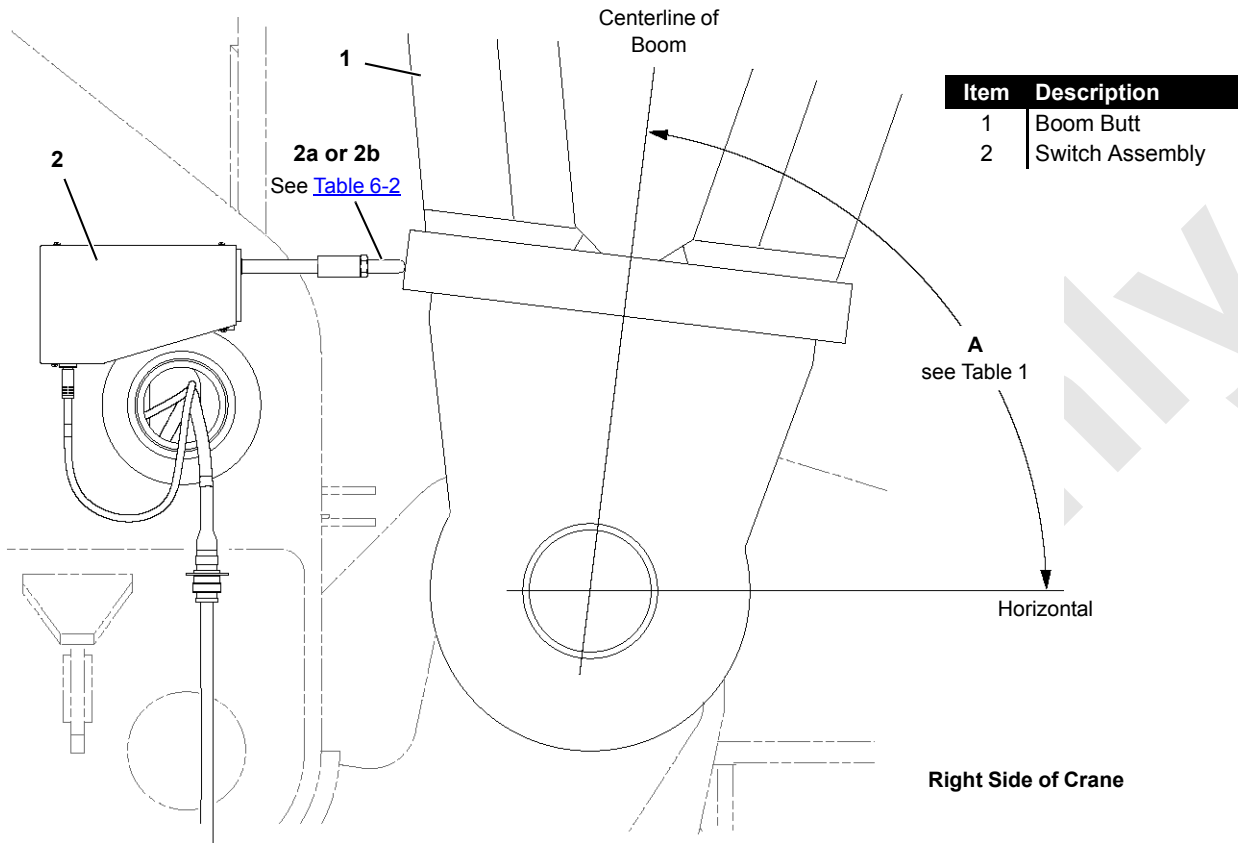 Centerline of
Boom
1
Item Description
1 Boom Butt
2 Switch Assembly
2
2a or 2b
See Table 6-2
A
see Table 1
Horizontal
Right Side of Crane